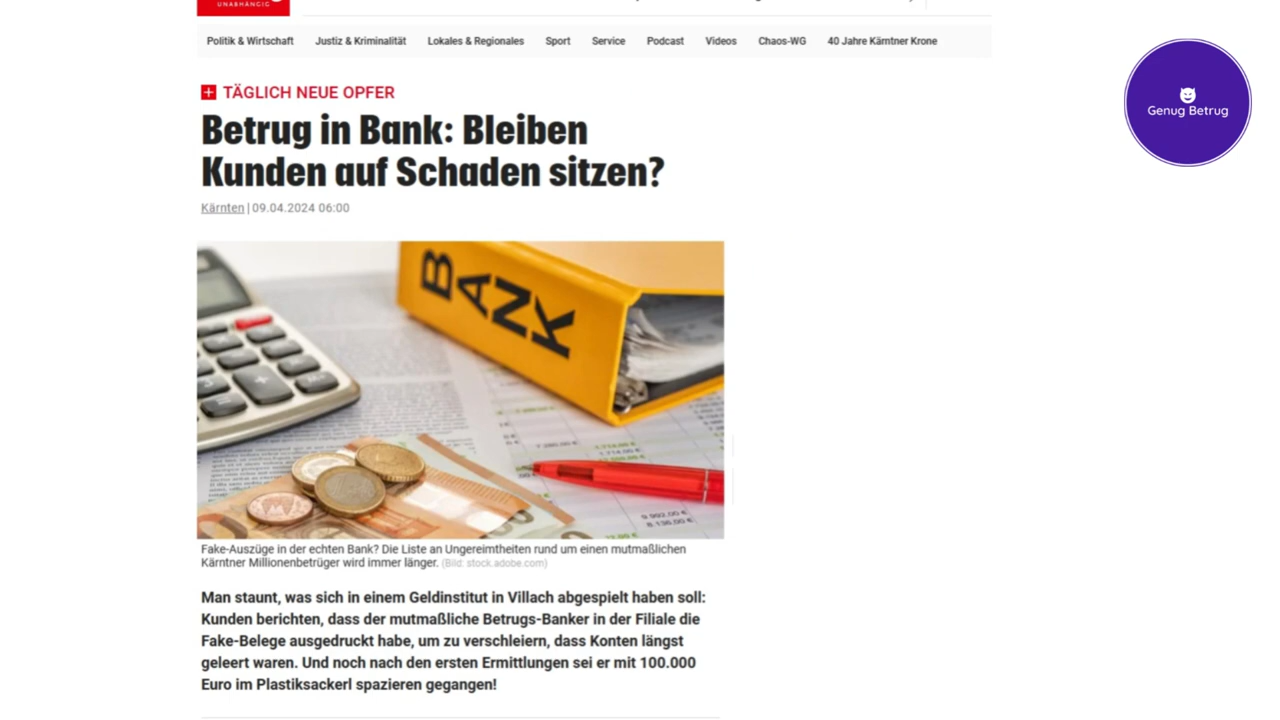 UNABHÄNGIG
Politik & Wirtschaft Justiz & Kriminalität Lokales & Regionales Sport Service Podcast Videos Chaos-WG 40 Jahre Kärntner Krone
Genug Betrug
TÄGLICH NEUE OPFER
Betrug in Bank: Bleiben
Kunden auf Schaden sitzen?
Kärnten | 09.04.2024 06:00
BANK
Fake-Auszüge in der echten Bank? Die Liste an Ungereimtheiten rund um einen mutmaßlichen
Kärntner Millionenbetrüger wird immer länger. (Bild: stock.adobe.com)
Man staunt, was sich in einem Geldinstitut in Villach abgespielt haben soll:
Kunden berichten, dass der mutmaßliche Betrugs-Banker in der Filiale die
Fake-Belege ausgedruckt habe, um zu verschleiern, dass Konten längst
geleert waren. Und noch nach den ersten Ermittlungen sei er mit 100.000
Euro im Plastiksackerl spazieren gegangen!